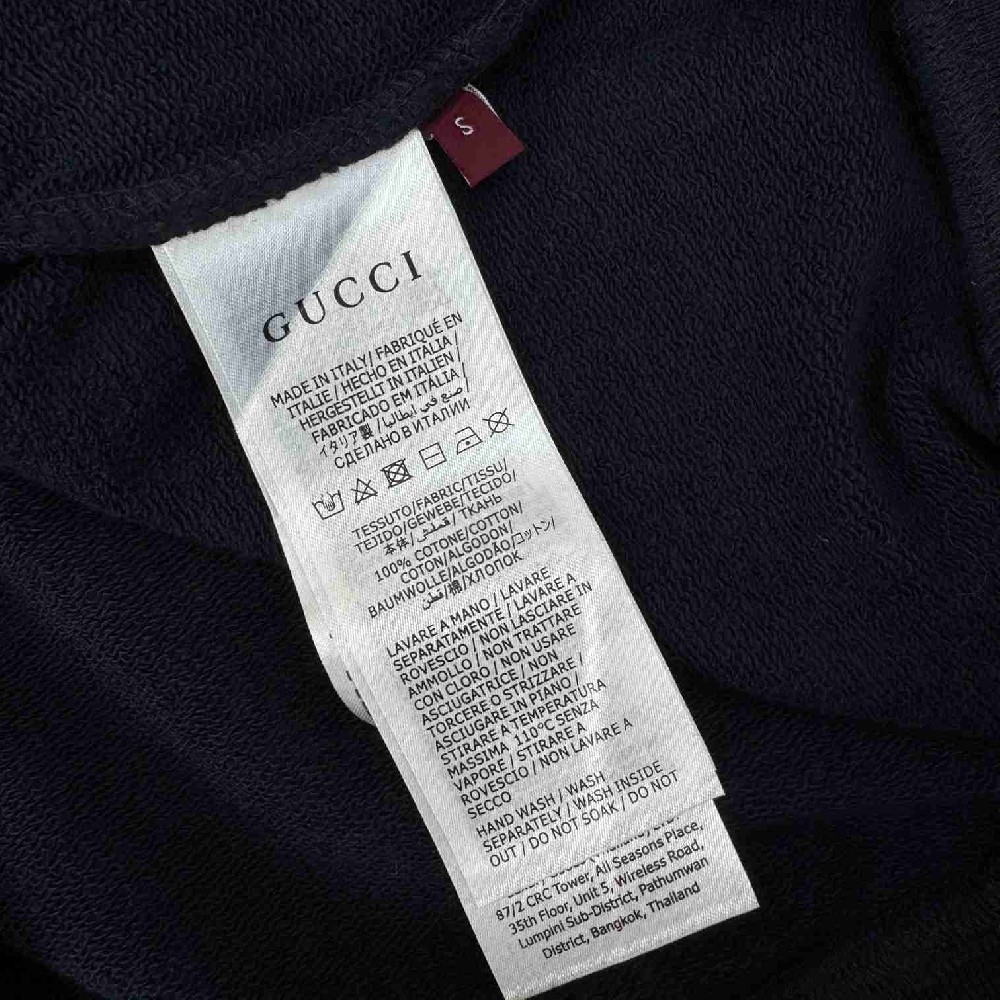 S
GUCCI
MADE IN ITALY/ FABRIQUÉ EN
ITALIE / HECHO EN ITALIA /
HERGESTELLT IN ITALIEN /
FABRICADO EM ITÁLIA /
イタリア製 / صنع في ايطاليا /
СДЕЛАНО В ИТАЛИИ
TESSUTO/FABRIC/TISSU/
TEJIDO/GEWEBE/TECIDO/
本体/قماش/ТКАНЬ
100% COTONE/COTTON/
COTON/ALGODON/
BAUMWOLLE/ALGODÃO/コットン/
قطن/棉/ХЛОПОК
LAVARE A MANO / LAVARE
SEPARATAMENTE / LAVARE A
ROVESCIO / NON LASCIARE IN
AMMOLLO / NON TRATTARE
CON CLORO / NON USARE
ASCIUGATRICE / NON
TORCERE O STRIZZARE /
ASCIUGARE IN PIANO /
STIRARE A TEMPERATURA
MASSIMA 110°C SENZA
VAPORE / STIRARE A
ROVESCIO / NON LAVARE A
SECCO
HAND WASH / WASH
SEPARATELY / WASH INSIDE
OUT / DO NOT SOAK / DO NOT
87/2 CRC Tower, All Seasons Place,
35th Floor, Unit 5, Wireless Road,
Lumpini Sub-District, Pathumwan
District, Bangkok, Thailand